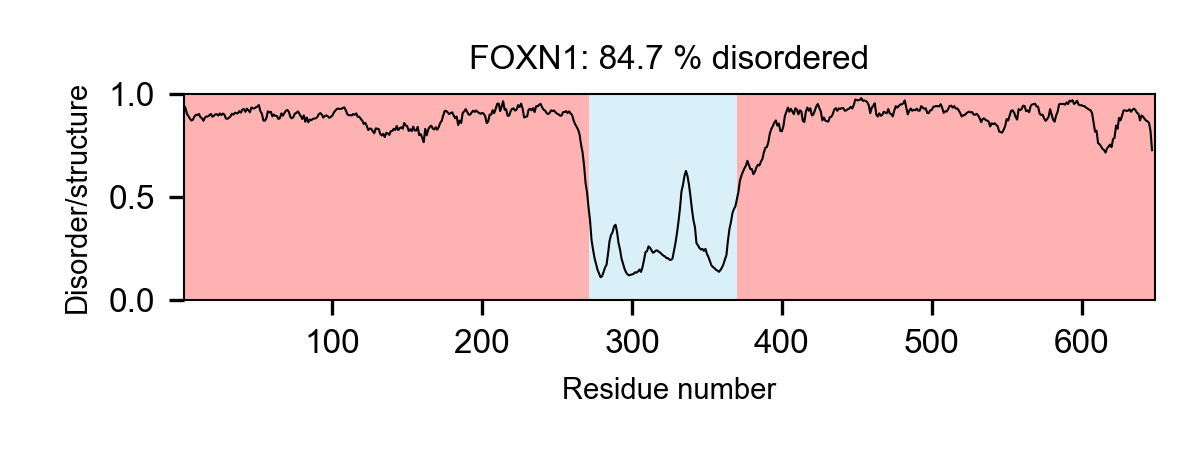 FOXN1: 84.7 % disordered
Disorder/structure
1.0
0.5
0.0
100 200 300 400 500 600
Residue number